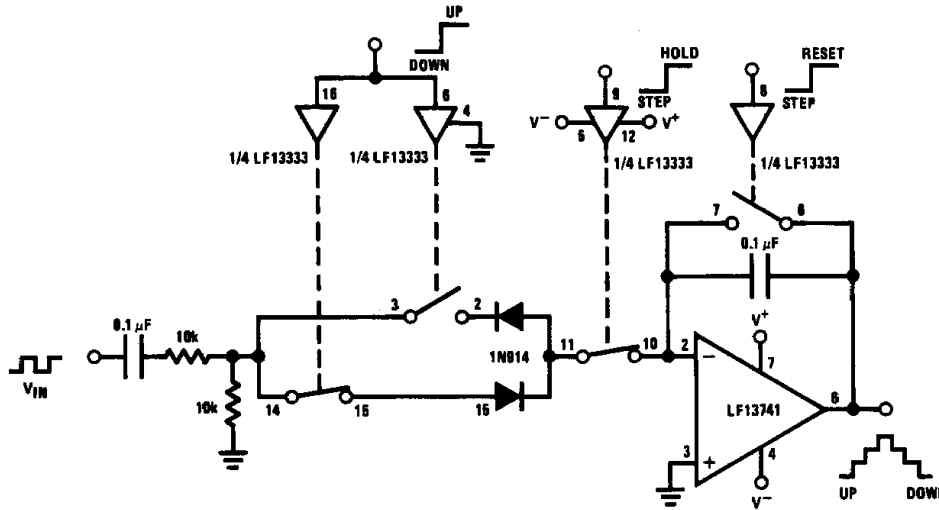 UP
DOWN
HOLD
STEP
RESET
STEP
16
6
4
9
8
V⁻
5
12
V⁺
1/4 LF13333
1/4 LF13333
1/4 LF13333
1/4 LF13333
7
6
0.1 μF
3
2
0.1 μF
10k
1N914
11
10
V⁺
2
−
7
VIN
10k
14
15
15
LF13741
6
3
+
4
V⁻
UP
DOWN